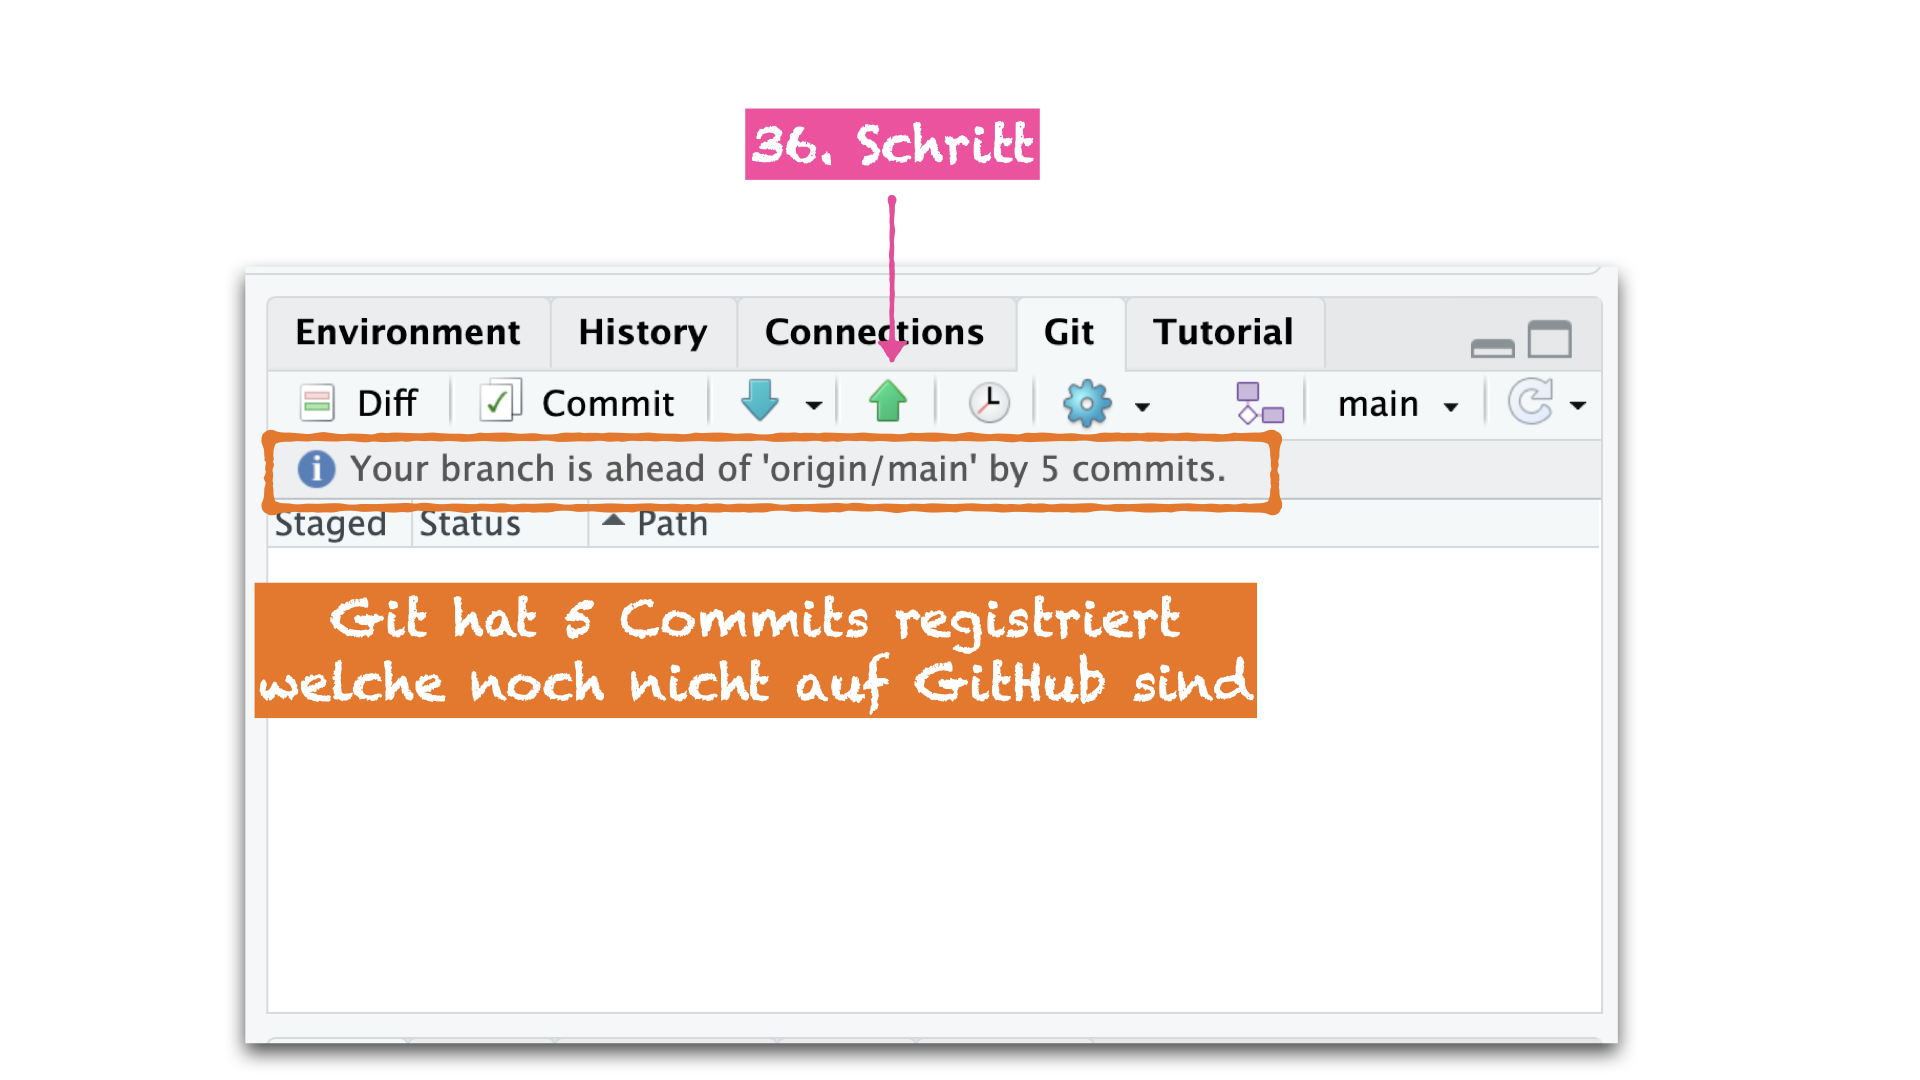 36. Schritt
Environment History Connections Git Tutorial
Diff Commit main
Your branch is ahead of 'origin/main' by 5 commits.
Staged Status Path
Git hat 5 Commits registriert
welche noch nicht auf GitHub sind